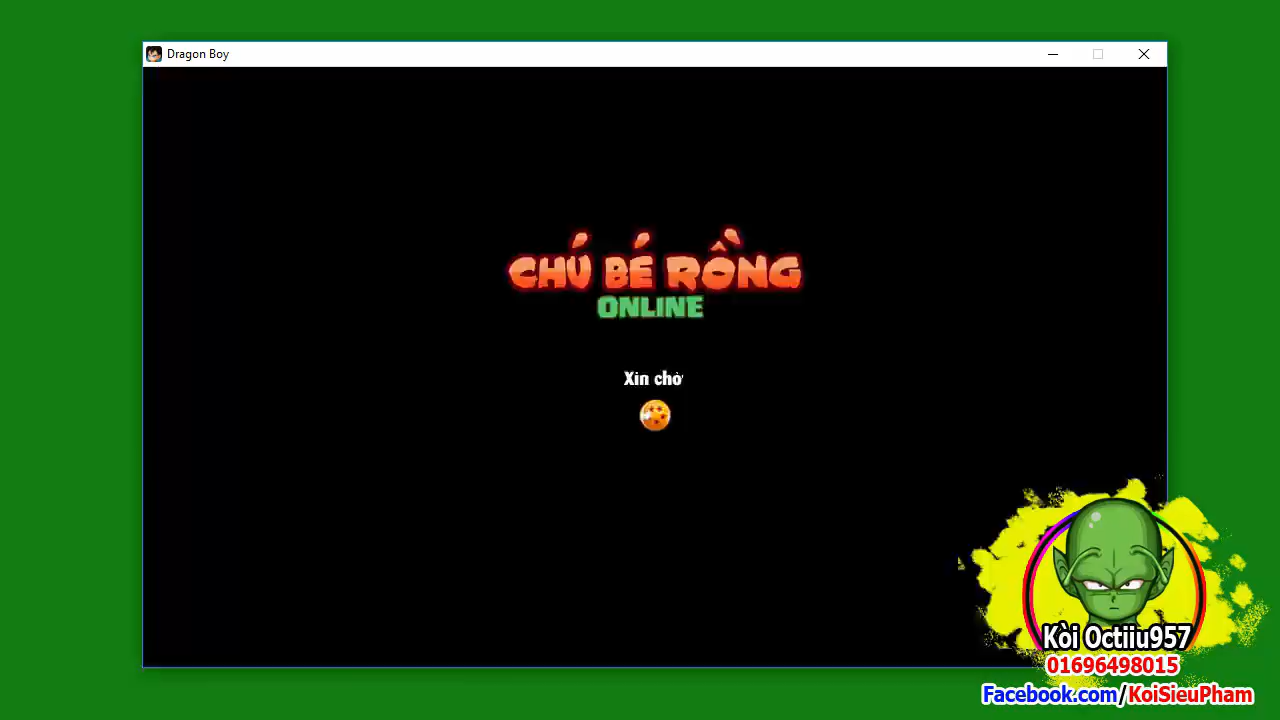 Dragon Boy
CHÚ BÉ RỒNG
ONLINE
Xin chờ
Kòi Octiiu957
01696498015
Facebook.com/KoiSieuPham